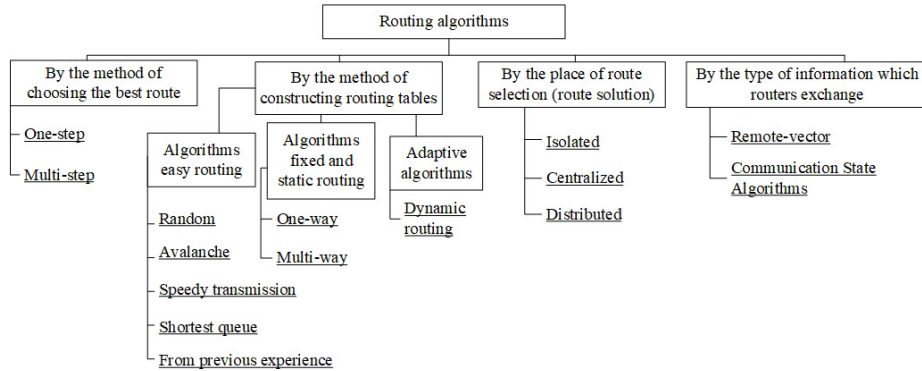 Routing algorithms
By the method of
choosing the best route
One-step
Multi-step
By the method of
constructing routing tables
Algorithms
easy routing
Random
Avalanche
Speedy transmission
Shortest queue
From previous experience
Algorithms
fixed and
static routing
One-way
Multi-way
Adaptive
algorithms
Dynamic
routing
By the place of route
selection (route solution)
Isolated
Centralized
Distributed
By the type of information which
routers exchange
Remote-vector
Communication State
Algorithms